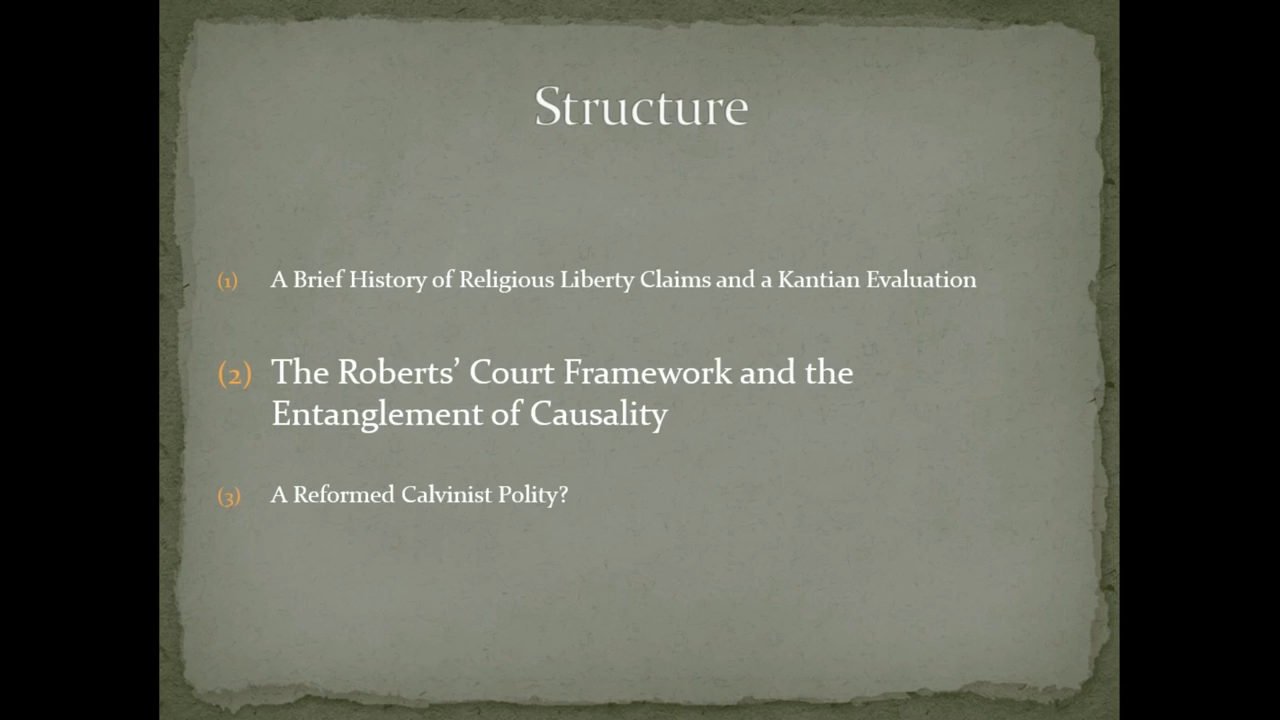 Structure
(1) A Brief History of Religious Liberty Claims and a Kantian Evaluation
(2) The Roberts’ Court Framework and the
Entanglement of Causality
(3) A Reformed Calvinist Polity?